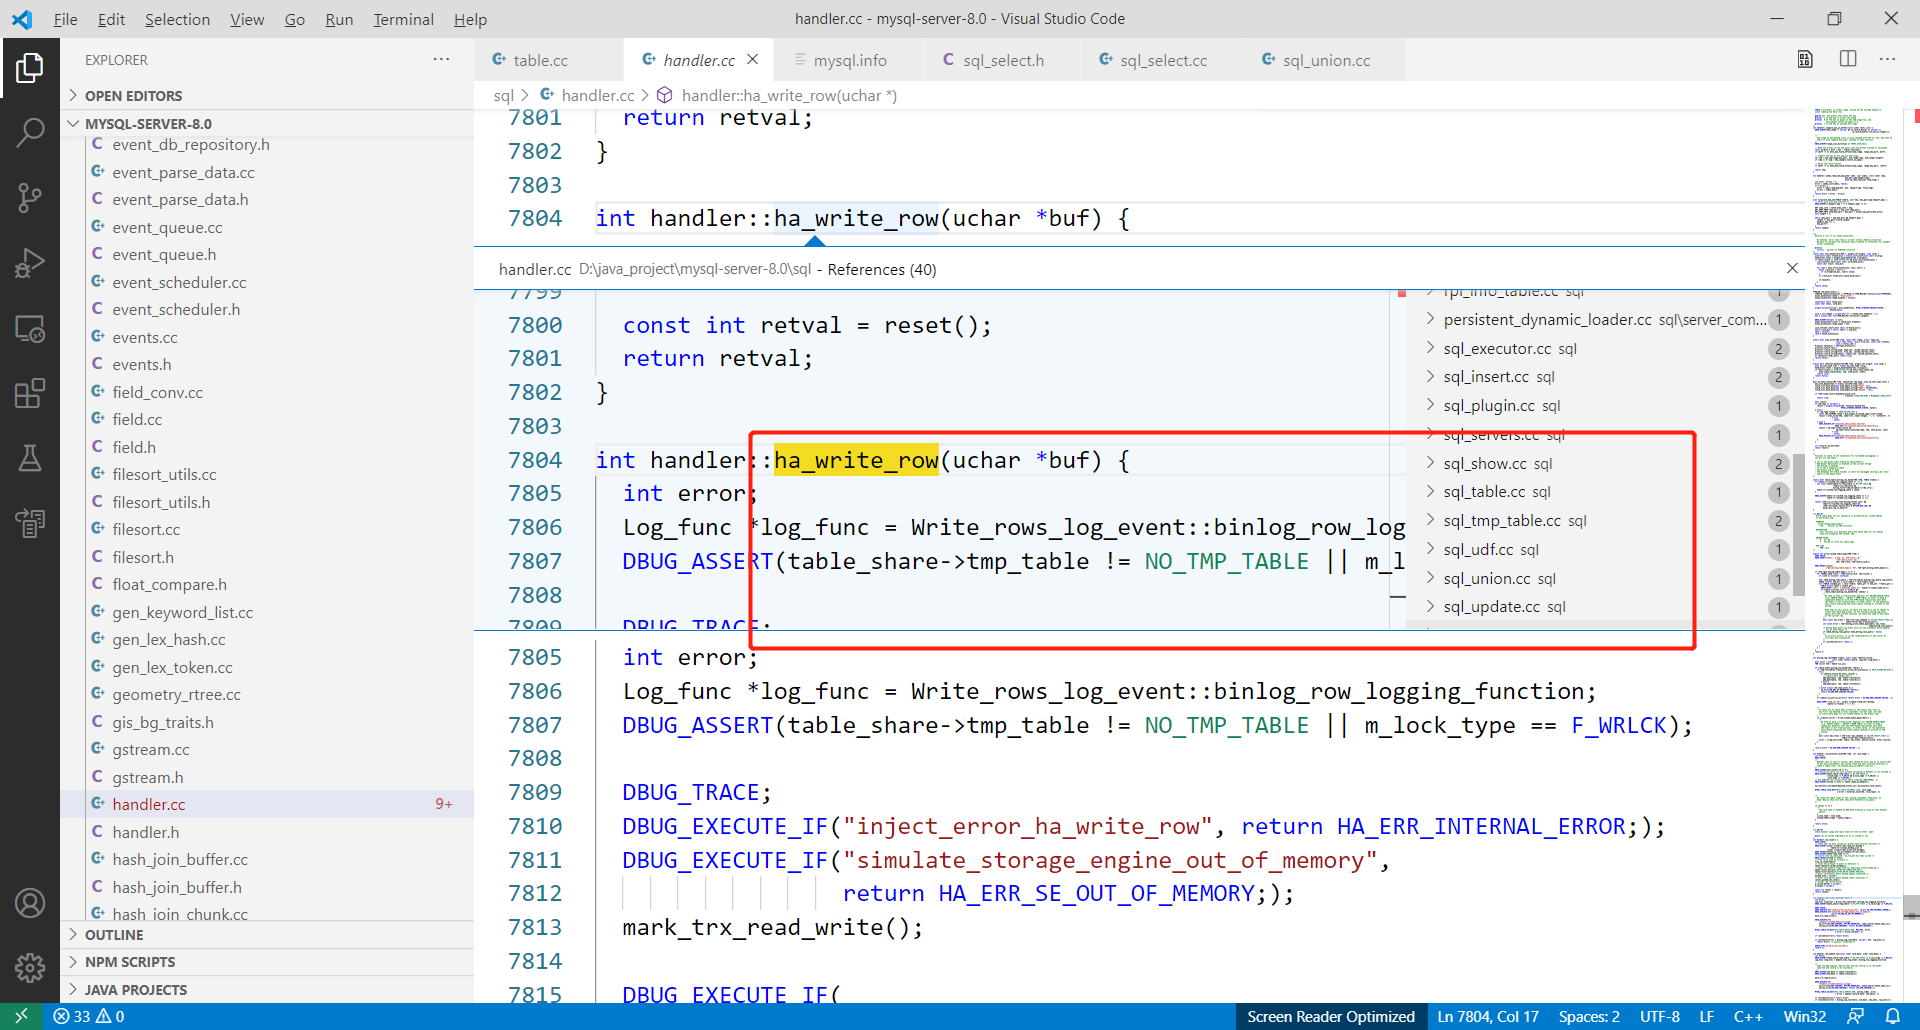 File Edit Selection View Go Run Terminal Help
handler.cc - mysql-server-8.0 - Visual Studio Code
EXPLORER
table.cc
handler.cc
mysql.info
sql_select.h
sql_select.cc
sql_union.cc
OPEN EDITORS
sql > handler.cc > handler::ha_write_row(uchar *)
MYSQL-SERVER-8.0
event_db_repository.h
event_parse_data.cc
event_parse_data.h
event_queue.cc
event_queue.h
event_scheduler.cc
event_scheduler.h
events.cc
events.h
field_conv.cc
field.cc
field.h
filesort_utils.cc
filesort_utils.h
filesort.cc
filesort.h
float_compare.h
gen_keyword_list.cc
gen_lex_hash.cc
gen_lex_token.cc
geometry_rtree.cc
gis_bg_traits.h
gstream.cc
gstream.h
handler.cc 9+
handler.h
hash_join_buffer.cc
hash_join_buffer.h
hash_join_chunk.cc
OUTLINE
NPM SCRIPTS
JAVA PROJECTS
7801 return retval;
7802 }
7803
7804 int handler::ha_write_row(uchar *buf) {
handler.cc D:\java_project\mysql-server-8.0\sql - References (40)
7799
7800 const int retval = reset();
7801 return retval;
7802 }
7803
7804 int handler::ha_write_row(uchar *buf) {
7805 int error;
7806 Log_func *log_func = Write_rows_log_event::binlog_row_log
7807 DBUG_ASSERT(table_share->tmp_table != NO_TMP_TABLE || m_l
7808
7809 DBUG_TRACE;
rpl_info_table.cc sql 1
persistent_dynamic_loader.cc sql\server_com... 1
sql_executor.cc sql 2
sql_insert.cc sql 2
sql_plugin.cc sql 1
sql_servers.cc sql 1
sql_show.cc sql 2
sql_table.cc sql 1
sql_tmp_table.cc sql 2
sql_udf.cc sql 1
sql_union.cc sql 1
sql_update.cc sql 1
7805 int error;
7806 Log_func *log_func = Write_rows_log_event::binlog_row_logging_function;
7807 DBUG_ASSERT(table_share->tmp_table != NO_TMP_TABLE || m_lock_type == F_WRLCK);
7808
7809 DBUG_TRACE;
7810 DBUG_EXECUTE_IF("inject_error_ha_write_row", return HA_ERR_INTERNAL_ERROR;);
7811 DBUG_EXECUTE_IF("simulate_storage_engine_out_of_memory",
7812 return HA_ERR_SE_OUT_OF_MEMORY;);
7813 mark_trx_read_write();
7814
7815 DBUG_EXECUTE_IF(
33 0
Screen Reader Optimized Ln 7804, Col 17 Spaces: 2 UTF-8 LF C++ Win32